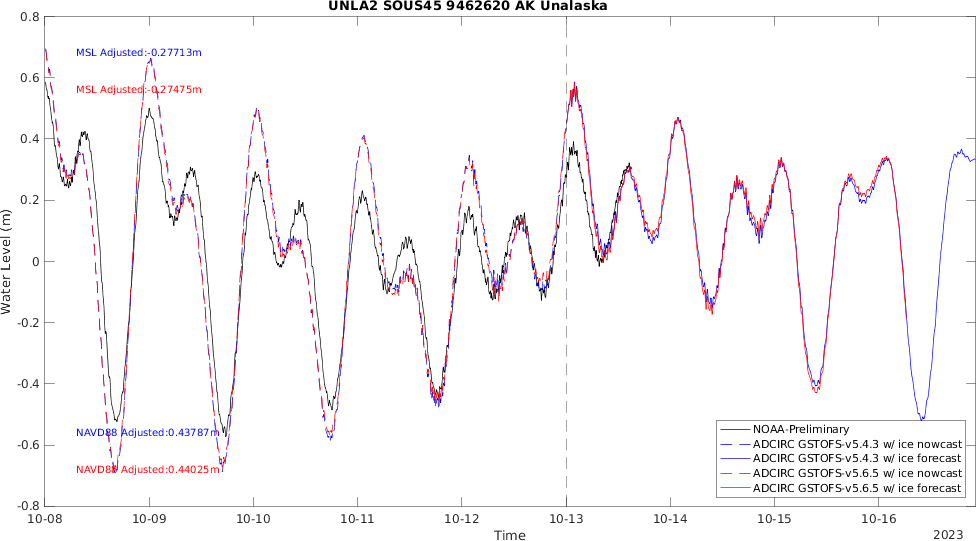 UNLA2 SOUS45 9462620 AK Unalaska
0.8
0.6
0.4
0.2
0
-0.2
-0.4
-0.6
-0.8
Water Level (m)
MSL Adjusted:-0.27713m
MSL Adjusted:-0.27475m
NAVD88 Adjusted:0.43787m
NAVD88 Adjusted:0.44025m
NOAA-Preliminary
ADCIRC GSTOFS-v5.4.3 w/ ice nowcast
ADCIRC GSTOFS-v5.4.3 w/ ice forecast
ADCIRC GSTOFS-v5.6.5 w/ ice nowcast
ADCIRC GSTOFS-v5.6.5 w/ ice forecast
10-08 10-09 10-10 10-11 10-12 10-13 10-14 10-15 10-16
Time
2023